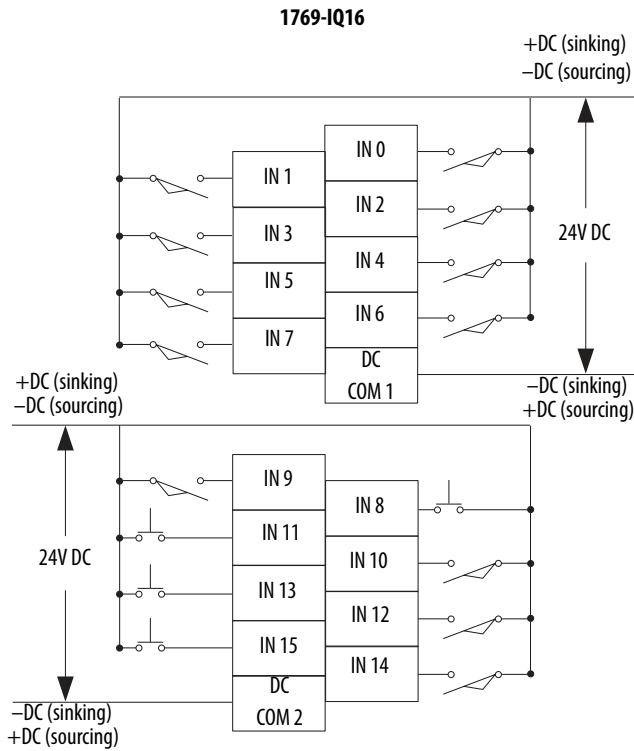 1769-IQ16
+DC (sinking)
−DC (sourcing)
IN 0
IN 1
IN 2
IN 3
24V DC
IN 4
IN 5
IN 6
IN 7
DC
COM 1
+DC (sinking)
−DC (sourcing)
−DC (sinking)
+DC (sourcing)
IN 9
IN 8
IN 11
24V DC
IN 10
IN 13
IN 12
IN 15
IN 14
DC
COM 2
−DC (sinking)
+DC (sourcing)